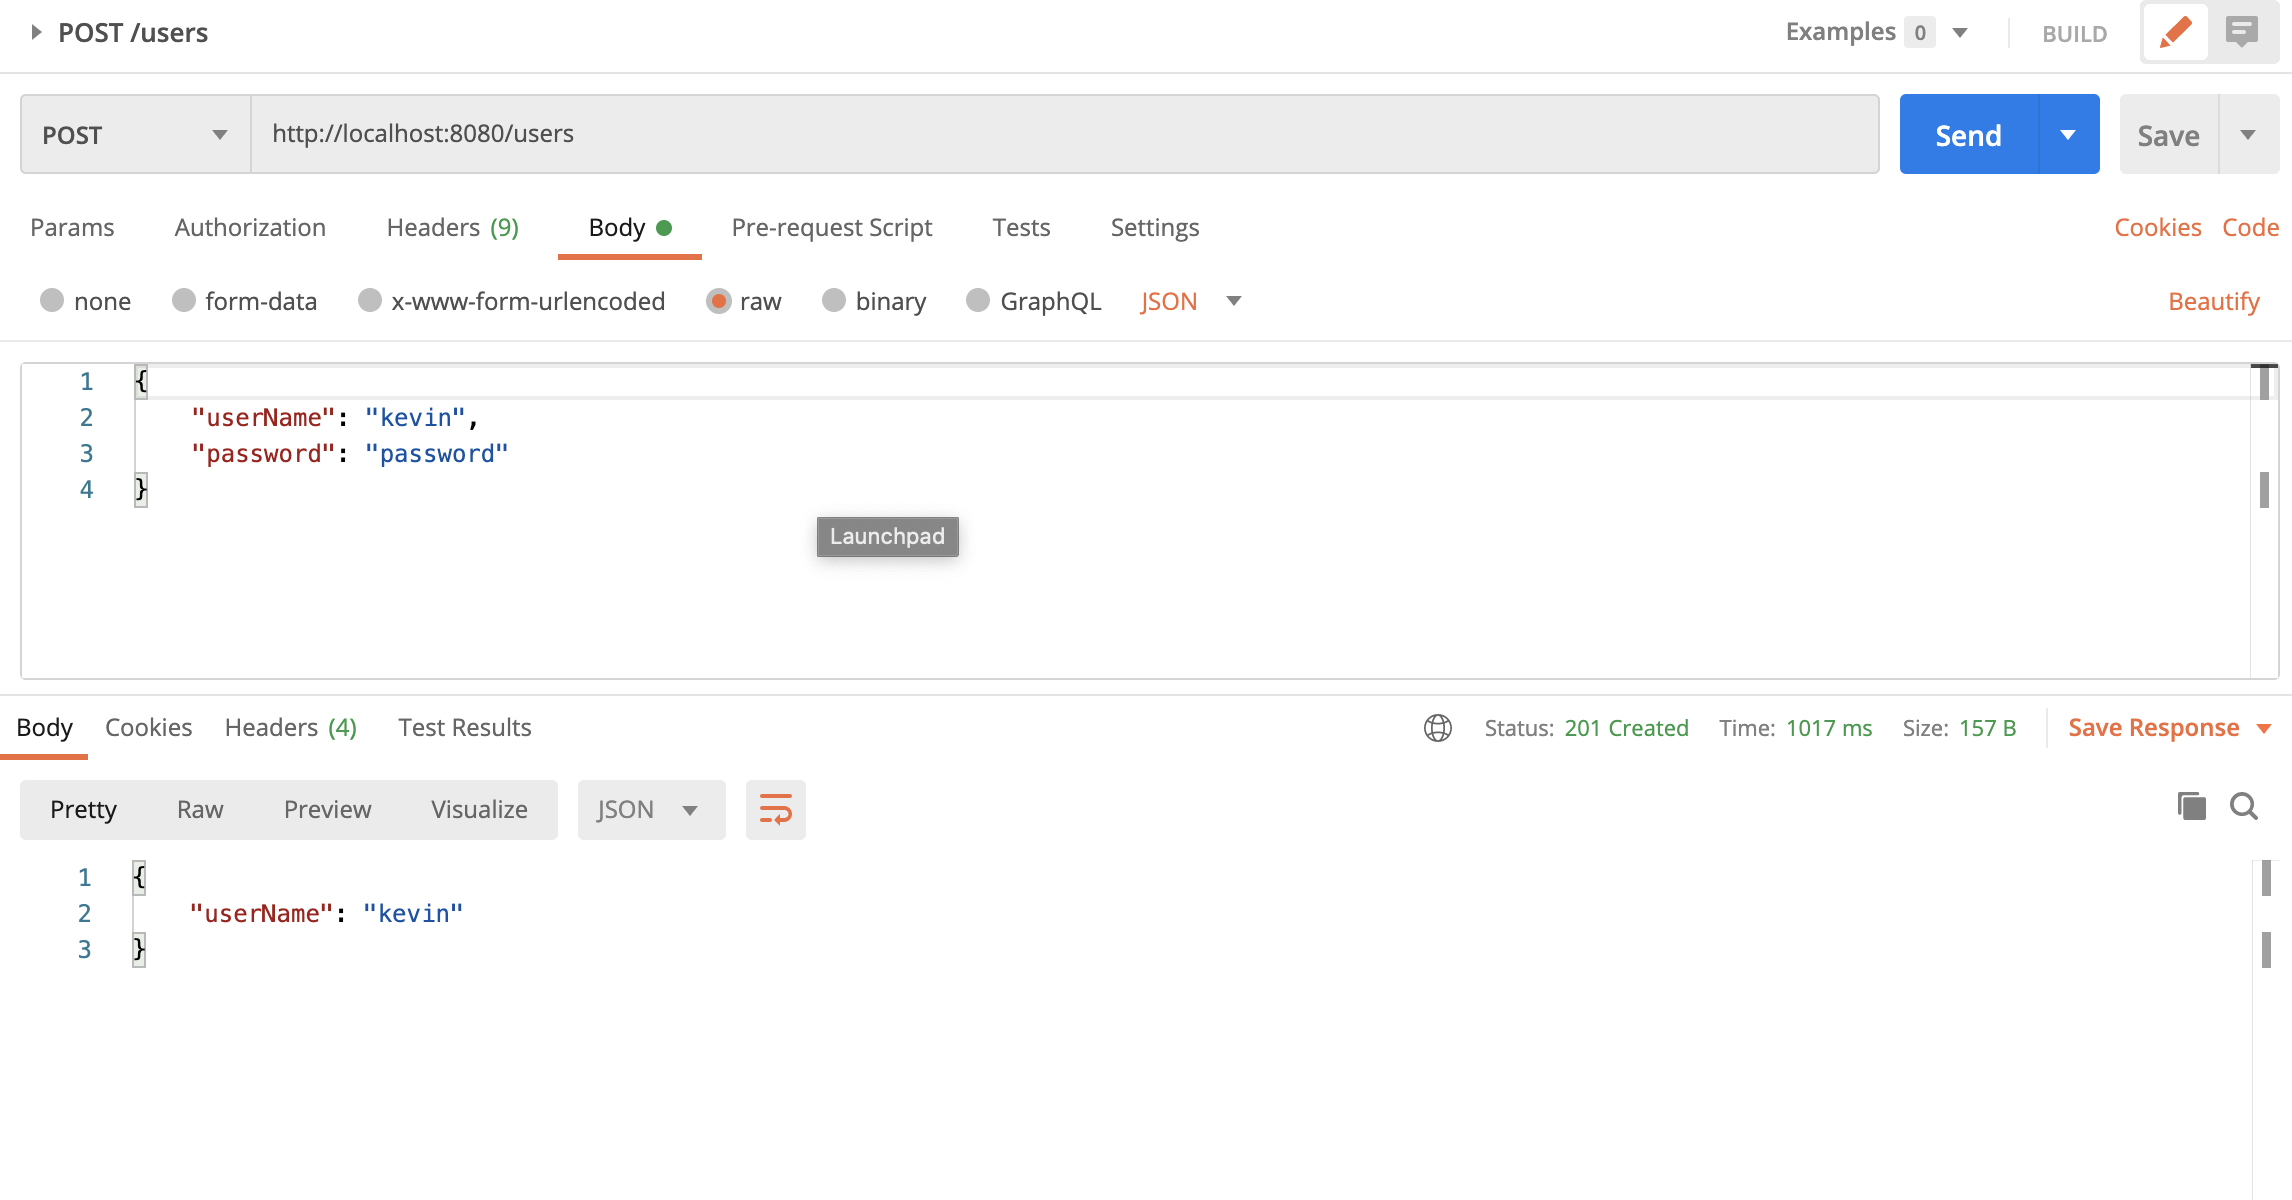 POST /users
Examples 0
BUILD
POST
http://localhost:8080/users
Send
Save
Params Authorization Headers (9) Body Pre-request Script Tests Settings Cookies Code
none form-data x-www-form-urlencoded raw binary GraphQL JSON Beautify
1 {
2 "userName": "kevin",
3 "password": "password"
4 }
Launchpad
Body Cookies Headers (4) Test Results Status: 201 Created Time: 1017 ms Size: 157 B Save Response
Pretty Raw Preview Visualize JSON
1 {
2 "userName": "kevin"
3 }